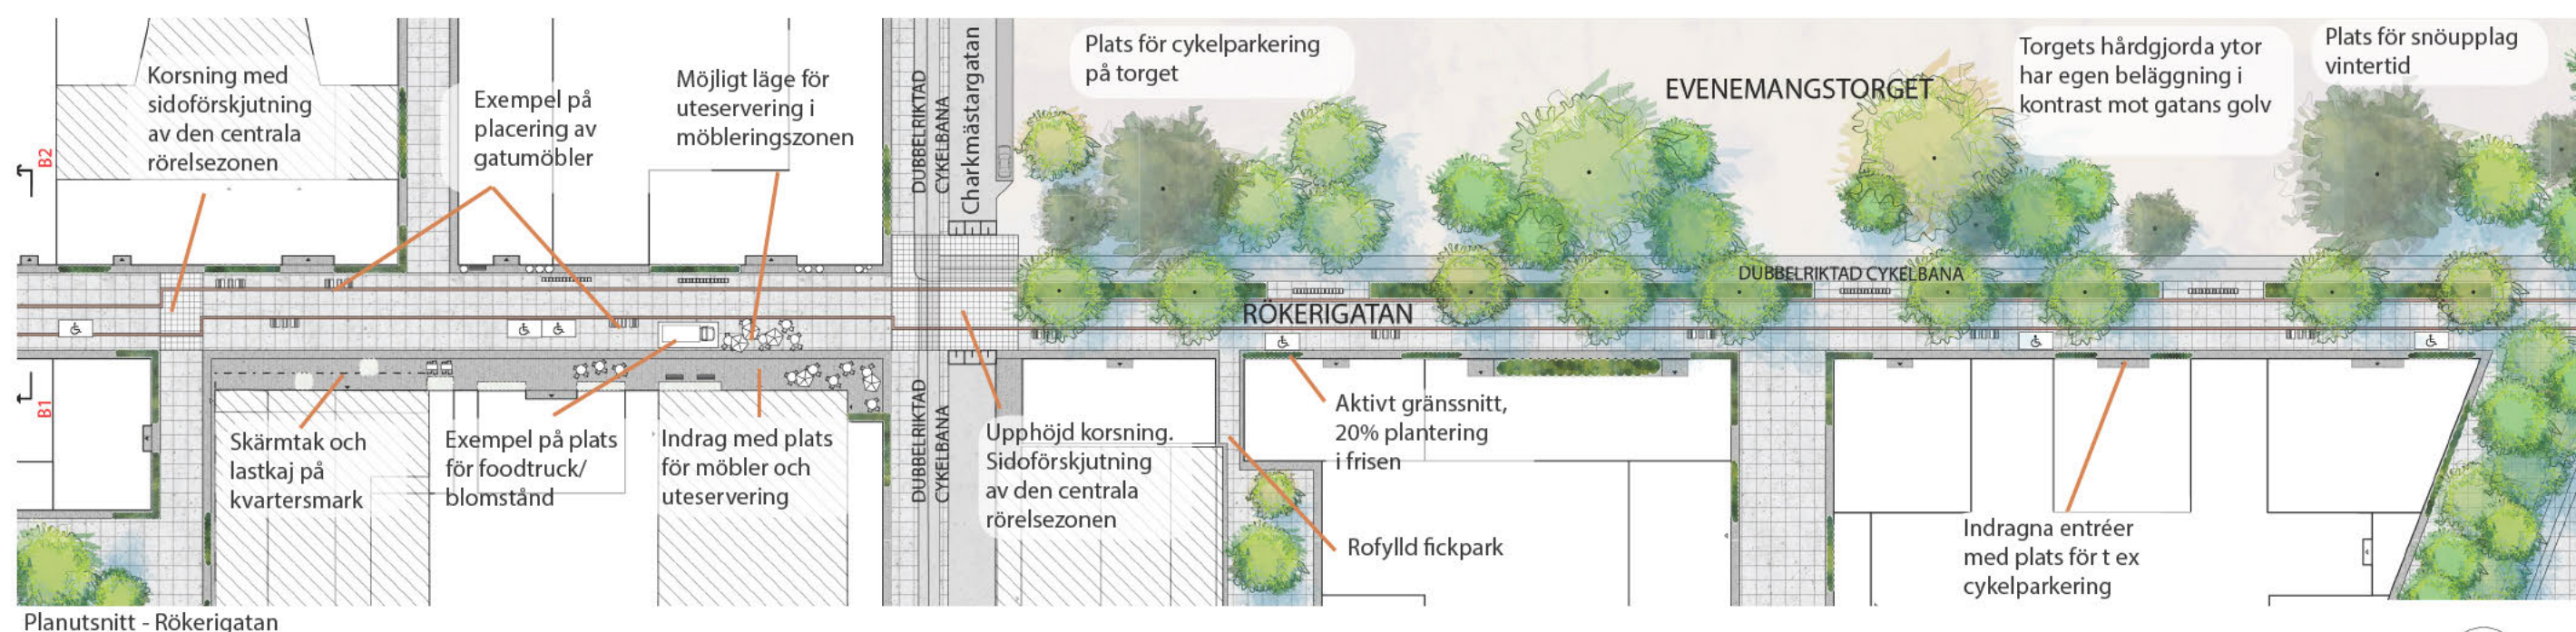 Korsning med
sidoförskjutning
av den centrala
rörelsezonen
Exempel på
placering av
gatumöbler
Möjligt läge för
uteservering i
möbleringszonen
DUBBELRIKTAD
CYKELBANA
Charkmästargatan
Plats för cykelparkering
på torget
EVENEMANGSTORGET
Torgets hårdgjorda ytor
har egen beläggning i
kontrast mot gatans golv
Plats för snöupplag
vintertid
B2
DUBBELRIKTAD CYKELBANA
RÖKERIGATAN
B1
Skärmtak och
lastkaj på
kvartersmark
Exempel på plats
för foodtruck/
blomstånd
Indrag med plats
för möbler och
uteservering
DUBBELRIKTAD
CYKELBANA
Upphöjd korsning.
Sidoförskjutning
av den centrala
rörelsezonen
Aktivt gränssnitt,
20% plantering
i frisen
Rofylld fickpark
Indragna entréer
med plats för t ex
cykelparkering
Planutsnitt - Rökerigatan